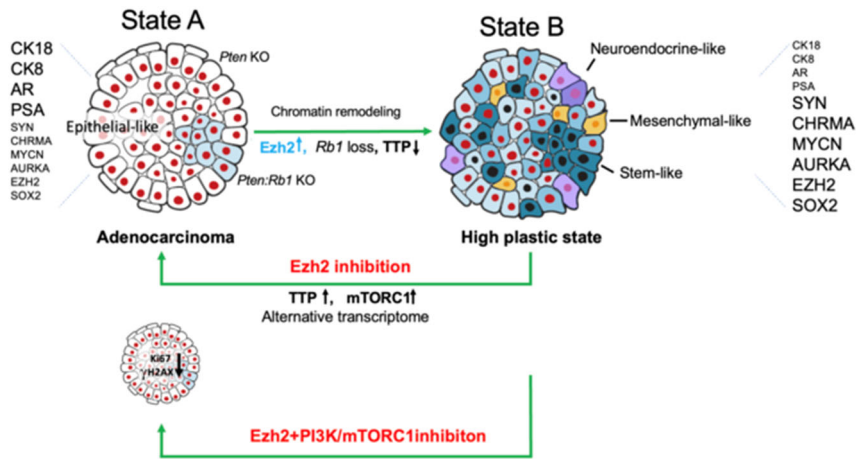 State A
State B
CK18
CK8
AR
PSA
SYN
CHRMA
MYCN
AURKA
EZH2
SOX2
Pten KO
Epithelial-like
Pten:Rb1 KO
Adenocarcinoma
Chromatin remodeling
Ezh2↑, Rb1 loss, TTP↓
Neuroendocrine-like
Mesenchymal-like
Stem-like
High plastic state
CK18
CK8
AR
PSA
SYN
CHRMA
MYCN
AURKA
EZH2
SOX2
Ezh2 inhibition
TTP ↑, mTORC1↑
Alternative transcriptome
Ki67
γH2AX ↓
Ezh2+PI3K/mTORC1inhibiton